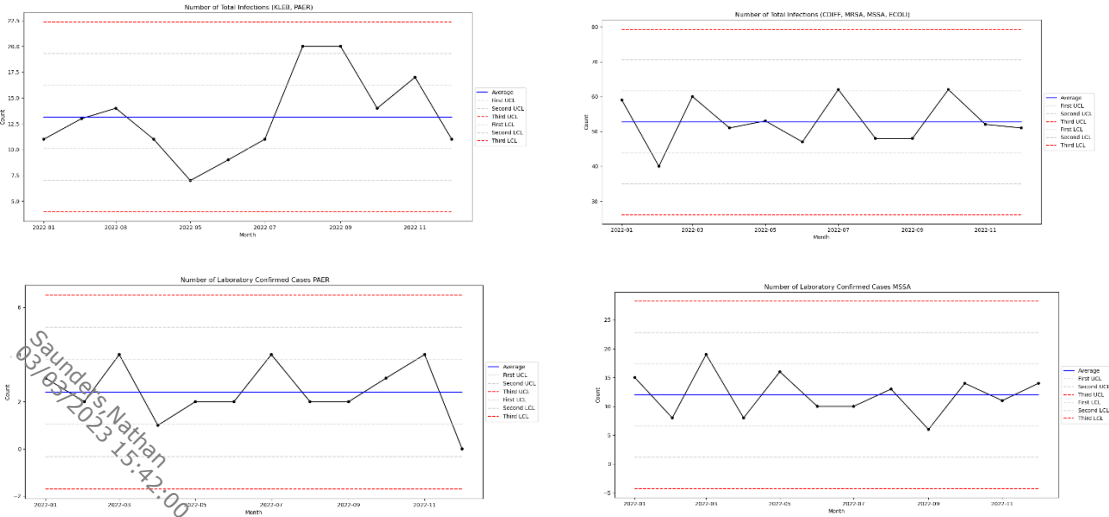 Number of Total Infections (KLEB, PAER)
22.5
20.0
17.5
15.0
12.5
10.0
7.5
5.0
Count
2022-01
2022-03
2022-05
2022-07
2022-09
2022-11
Month
Average
First UCL
Second UCL
Third UCL
First LCL
Second LCL
Third LCL
Number of Total Infections (CDIFF, MRSA, MSSA, ECOLI)
80
70
60
50
40
30
Count
2022-01
2022-03
2022-05
2022-07
2022-09
2022-11
Month
Average
First UCL
Second UCL
Third UCL
First LCL
Second LCL
Third LCL
Number of Laboratory Confirmed Cases PAER
6
2
0
−2
Count
2022-01
2022-03
2022-05
2022-07
2022-09
2022-11
Month
Average
First UCL
Second UCL
Third UCL
First LCL
Second LCL
Third LCL
Saunders,Nathan
03/03/2023 15:42:00
Number of Laboratory Confirmed Cases MSSA
25
20
15
10
5
0
−5
Count
2022-01
2022-03
2022-05
2022-07
2022-09
2022-11
Month
Average
First UCL
Second UCL
Third UCL
First LCL
Second LCL
Third LCL